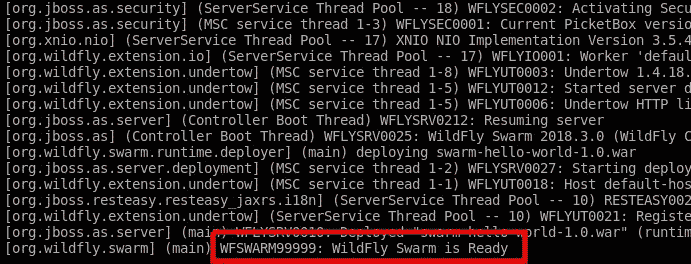 [org.jboss.as.security] (ServerService Thread Pool -- 18) WFLYSEC0002: Activating Secu
[org.jboss.as.security] (MSC service thread 1-3) WFLYSEC0001: Current PicketBox versio
[org.xnio.nio] (ServerService Thread Pool -- 17) XNIO NIO Implementation Version 3.5.4
[org.wildfly.extension.io] (ServerService Thread Pool -- 17) WFLYIO001: Worker 'defaul
[org.wildfly.extension.undertow] (MSC service thread 1-8) WFLYUT0003: Undertow 1.4.18.
[org.wildfly.extension.undertow] (MSC service thread 1-5) WFLYUT0012: Started server d
[org.wildfly.extension.undertow] (MSC service thread 1-5) WFLYUT0006: Undertow HTTP li
[org.jboss.as.server] (Controller Boot Thread) WFLYSRV0212: Resuming server
[org.jboss.as] (Controller Boot Thread) WFLYSRV0025: WildFly Swarm 2018.3.0 (WildFly C
[org.wildfly.swarm.runtime.deployer] (main) deploying swarm-hello-world-1.0.war
[org.jboss.as.server.deployment] (MSC service thread 1-2) WFLYSRV0027: Starting deploy
[org.wildfly.extension.undertow] (MSC service thread 1-1) WFLYUT0018: Host default-hos
[org.jboss.resteasy.resteasy_jaxrs.i18n] (ServerService Thread Pool -- 10) RESTEASY002
[org.wildfly.extension.undertow] (ServerService Thread Pool -- 10) WFLYUT0021: Registe
[org.jboss.as.server] (main) WFLYSRV0010: Deployed "swarm-hello-world-1.0.war" (runtim
[org.wildfly.swarm] (main) WFSWARM99999: WildFly Swarm is Ready